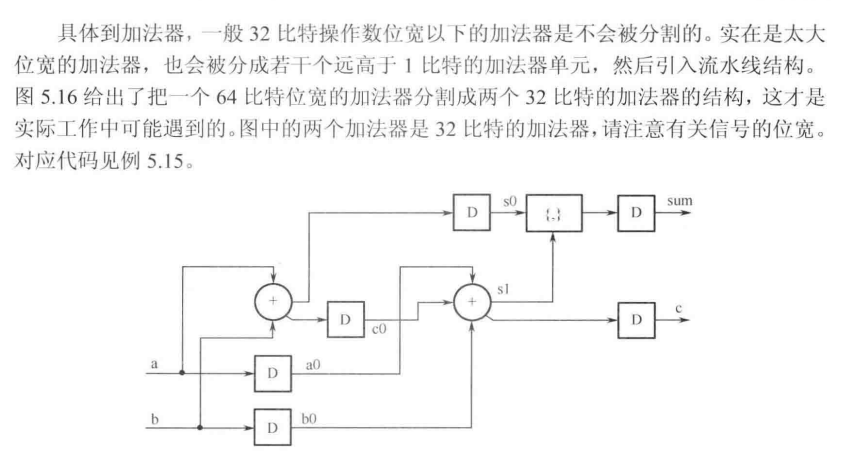 具体到加法器，一般 32 比特操作数位宽以下的加法器是不会被分割的。实在是太大
位宽的加法器，也会被分成若干个远高于 1 比特的加法器单元，然后引入流水线结构。
图 5.16 给出了把一个 64 比特位宽的加法器分割成两个 32 比特的加法器的结构，这才是
实际工作中可能遇到的。图中的两个加法器是 32 比特的加法器，请注意有关信号的位宽。
对应代码见例 5.15。
D s0 {,} D sum
+ D c0 + s1 D c
a D a0
b D b0